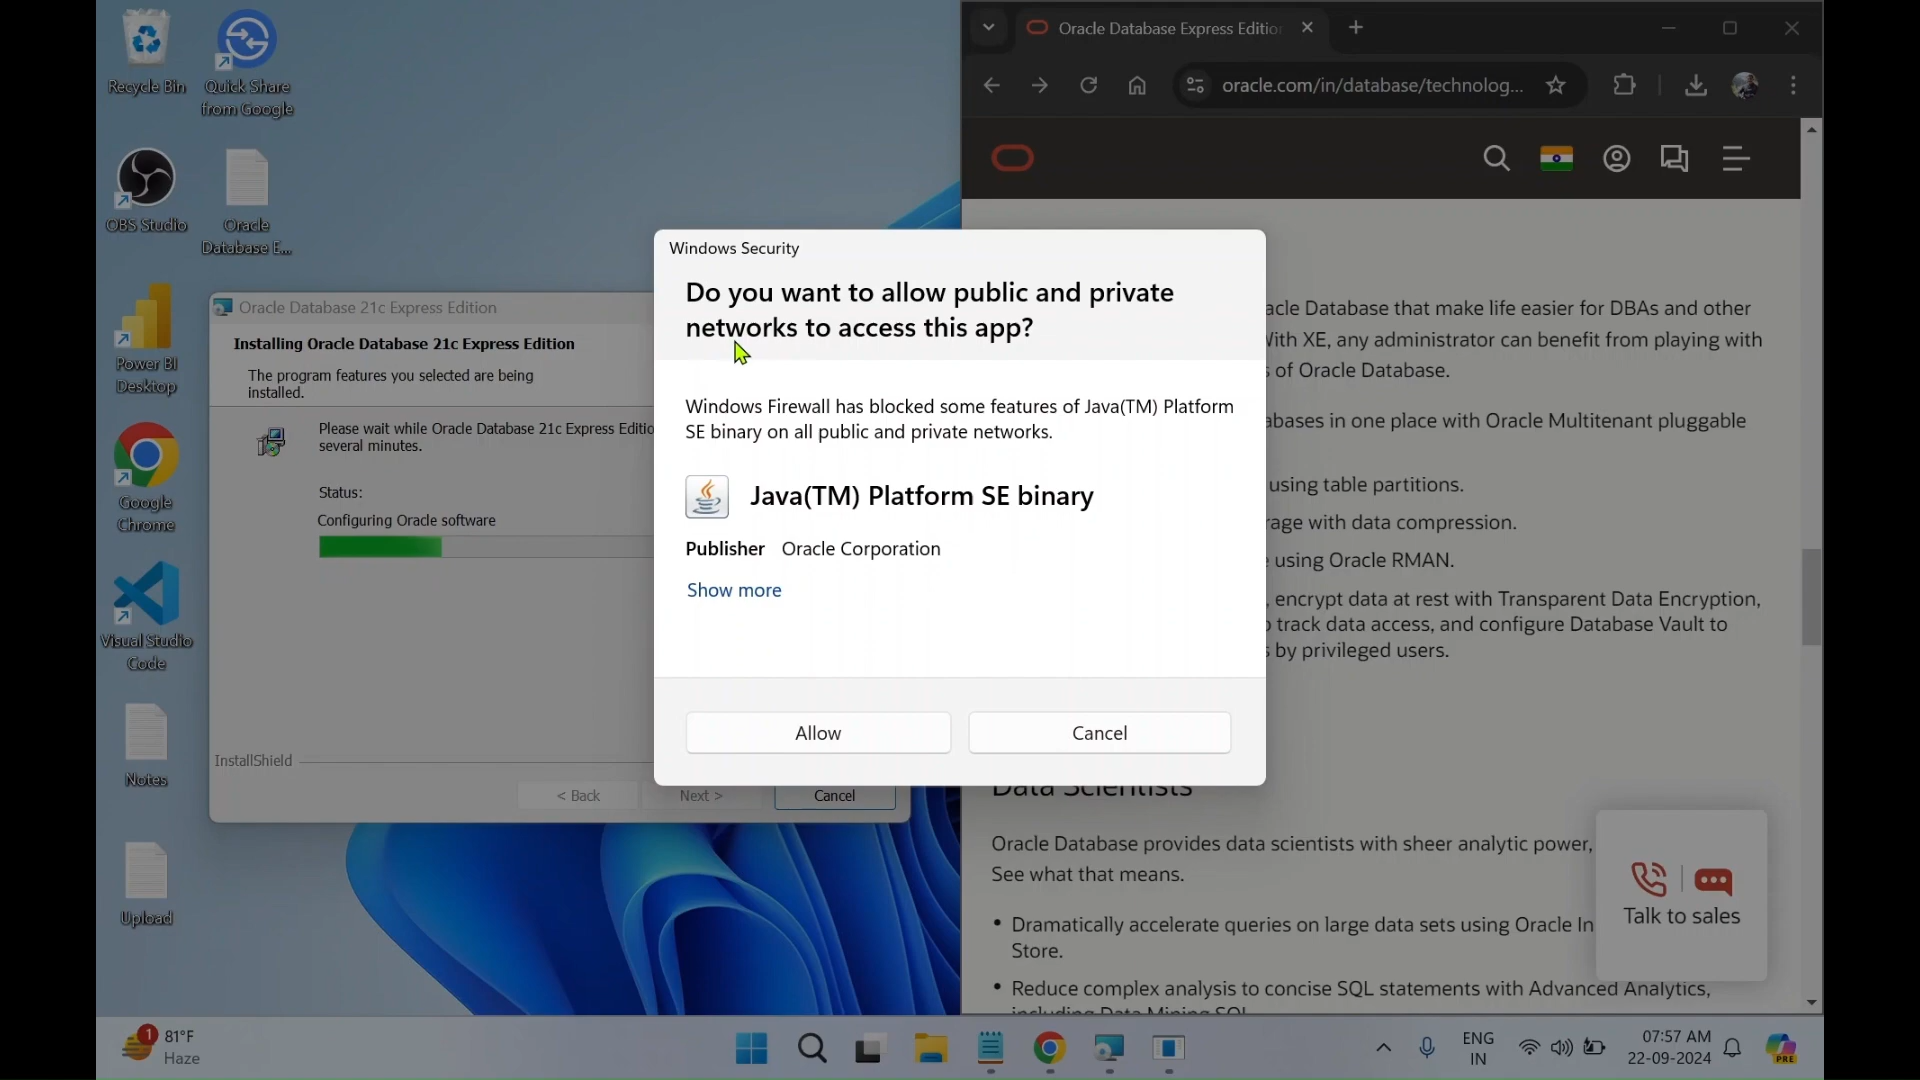 Recycle Bin
Quick Share
from Google
OBS Studio
Oracle
Database E...
Power BI
Desktop
Google
Chrome
Visual Studio
Code
Notes
Upload
Oracle Database 21c Express Edition
Installing Oracle Database 21c Express Edition
The program features you selected are being
installed.
Please wait while Oracle Database 21c Express Editio
several minutes.
Status:
Configuring Oracle software
InstallShield
< Back
Next >
Cancel
Windows Security
Do you want to allow public and private
networks to access this app?
Windows Firewall has blocked some features of Java(TM) Platform
SE binary on all public and private networks.
Java(TM) Platform SE binary
Publisher Oracle Corporation
Show more
Allow
Cancel
Oracle Database Express Editio
oracle.com/in/database/technolog...
acle Database that make life easier for DBAs and other
With XE, any administrator can benefit from playing with
s of Oracle Database.
abases in one place with Oracle Multitenant pluggable
using table partitions.
rage with data compression.
using Oracle RMAN.
, encrypt data at rest with Transparent Data Encryption,
o track data access, and configure Database Vault to
s by privileged users.
Data Scientists
Oracle Database provides data scientists with sheer analytic power,
See what that means.
• Dramatically accelerate queries on large data sets using Oracle In
Store.
• Reduce complex analysis to concise SQL statements with Advanced Analytics,
including Data Mining SQL
Talk to sales
1
81°F
Haze
ENG
IN
07:57 AM
22-09-2024
PRE